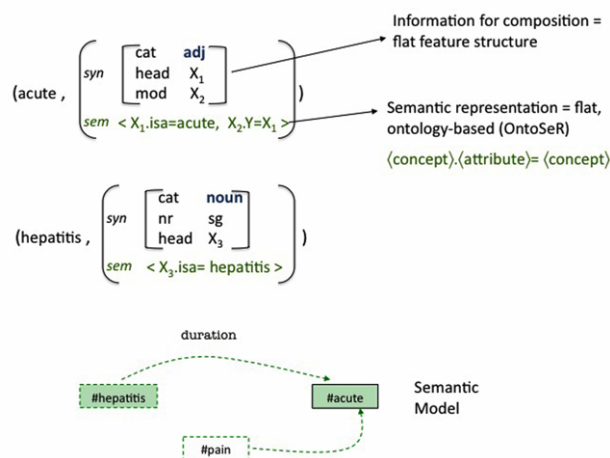 Information for composition =
flat feature structure
(acute , syn cat adj
head X₁
mod X₂ )
sem < X₁.isa=acute, X₂.Y=X₁ >
Semantic representation = flat,
ontology-based (OntoSeR)
⟨concept⟩.⟨attribute⟩= ⟨concept⟩
(hepatitis , syn cat noun
nr sg
head X₃ )
sem < X₃.isa= hepatitis >
duration
#hepatitis
#acute
Semantic
Model
#pain